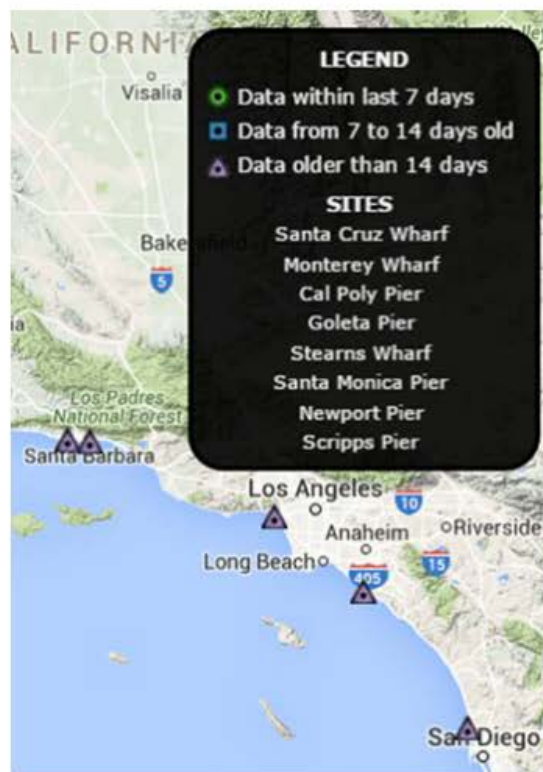 CALIFORNIA
Visalia
LEGEND
Data within last 7 days
Data from 7 to 14 days old
Data older than 14 days
SITES
Santa Cruz Wharf
Monterey Wharf
Cal Poly Pier
Goleta Pier
Stearns Wharf
Santa Monica Pier
Newport Pier
Scripps Pier
Bakersfield
5
ia
Los Padres
National Forest
Santa Barbara
Los Angeles
10
Anaheim
Riverside
Long Beach
405
15
San Diego